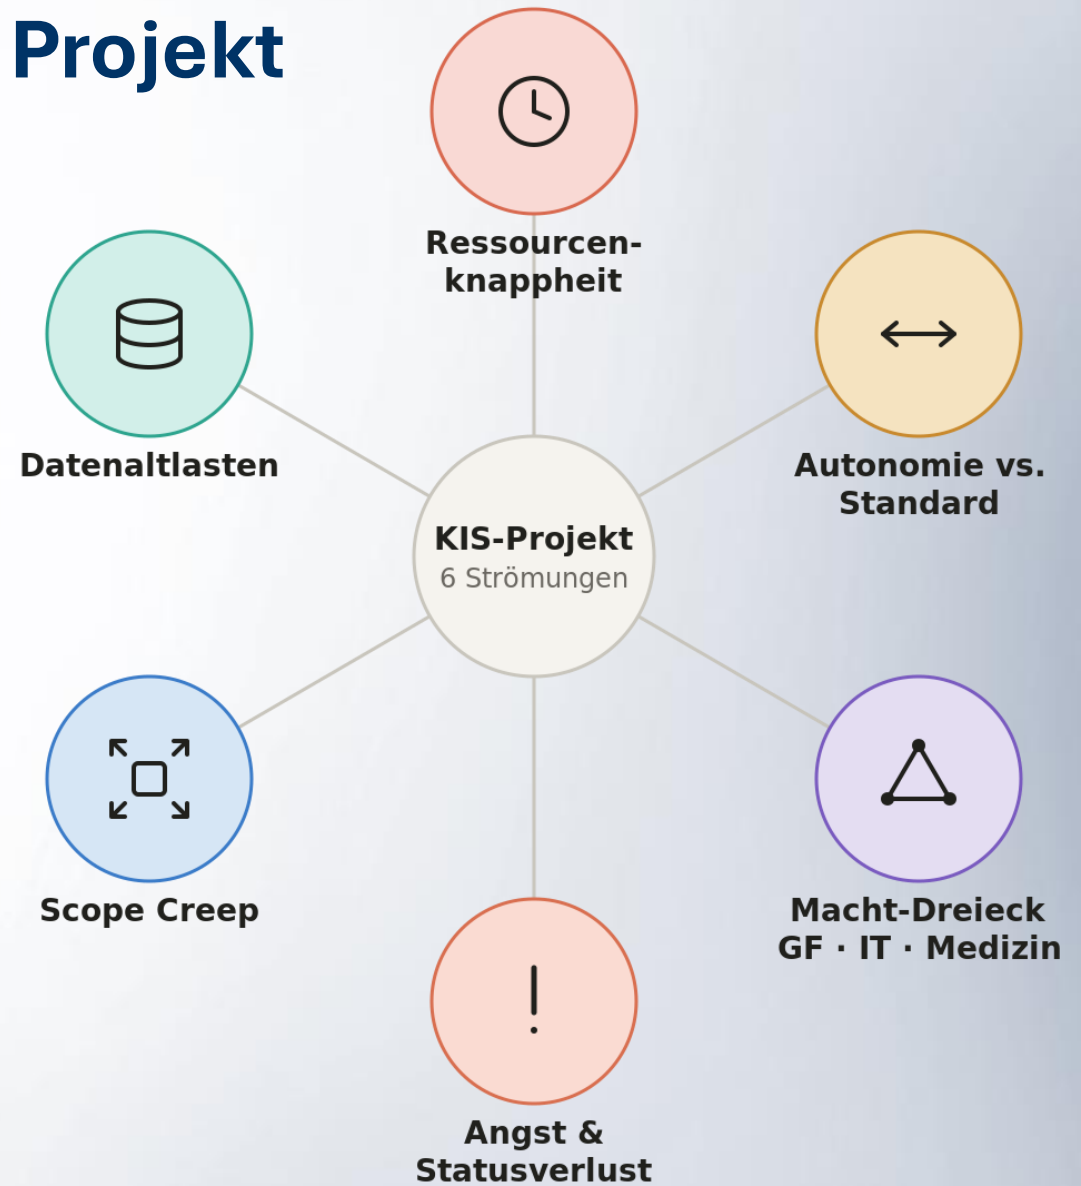 Projekt
Ressourcen-
knappheit
Datenaltlasten
Autonomie vs.
Standard
KIS-Projekt
6 Strömungen
Scope Creep
Macht-Dreieck
GF · IT · Medizin
Angst &
Statusverlust